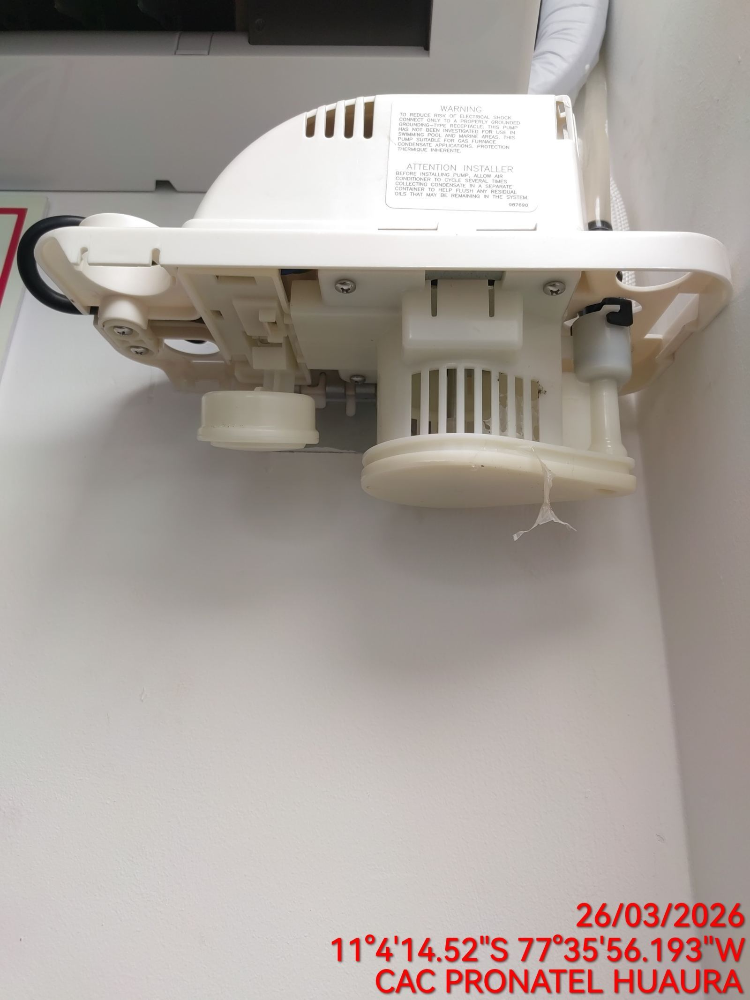 WARNING
TO REDUCE RISK OF ELECTRICAL SHOCK
CONNECT ONLY TO A PROPERLY GROUNDED
GROUNDING-TYPE RECEPTACLE. THIS PUMP
HAS NOT BEEN INVESTIGATED FOR USE IN
SWIMMING POOL AND MARINE AREAS. THIS
PUMP SUITABLE FOR GAS FURNACE
CONDENSATE APPLICATIONS. PROTECTION
THERMIQUE INHERENTE.
ATTENTION INSTALLER
BEFORE INSTALLING PUMP, ALLOW AIR
CONDITIONER TO CYCLE SEVERAL TIMES
COLLECTING CONDENSATE IN A SEPARATE
CONTAINER TO HELP FLUSH ANY RESIDUAL
OILS THAT MAY BE REMAINING IN THE SYSTEM.
987690
26/03/2026
11°4'14.52"S 77°35'56.193"W
CAC PRONATEL HUAURA